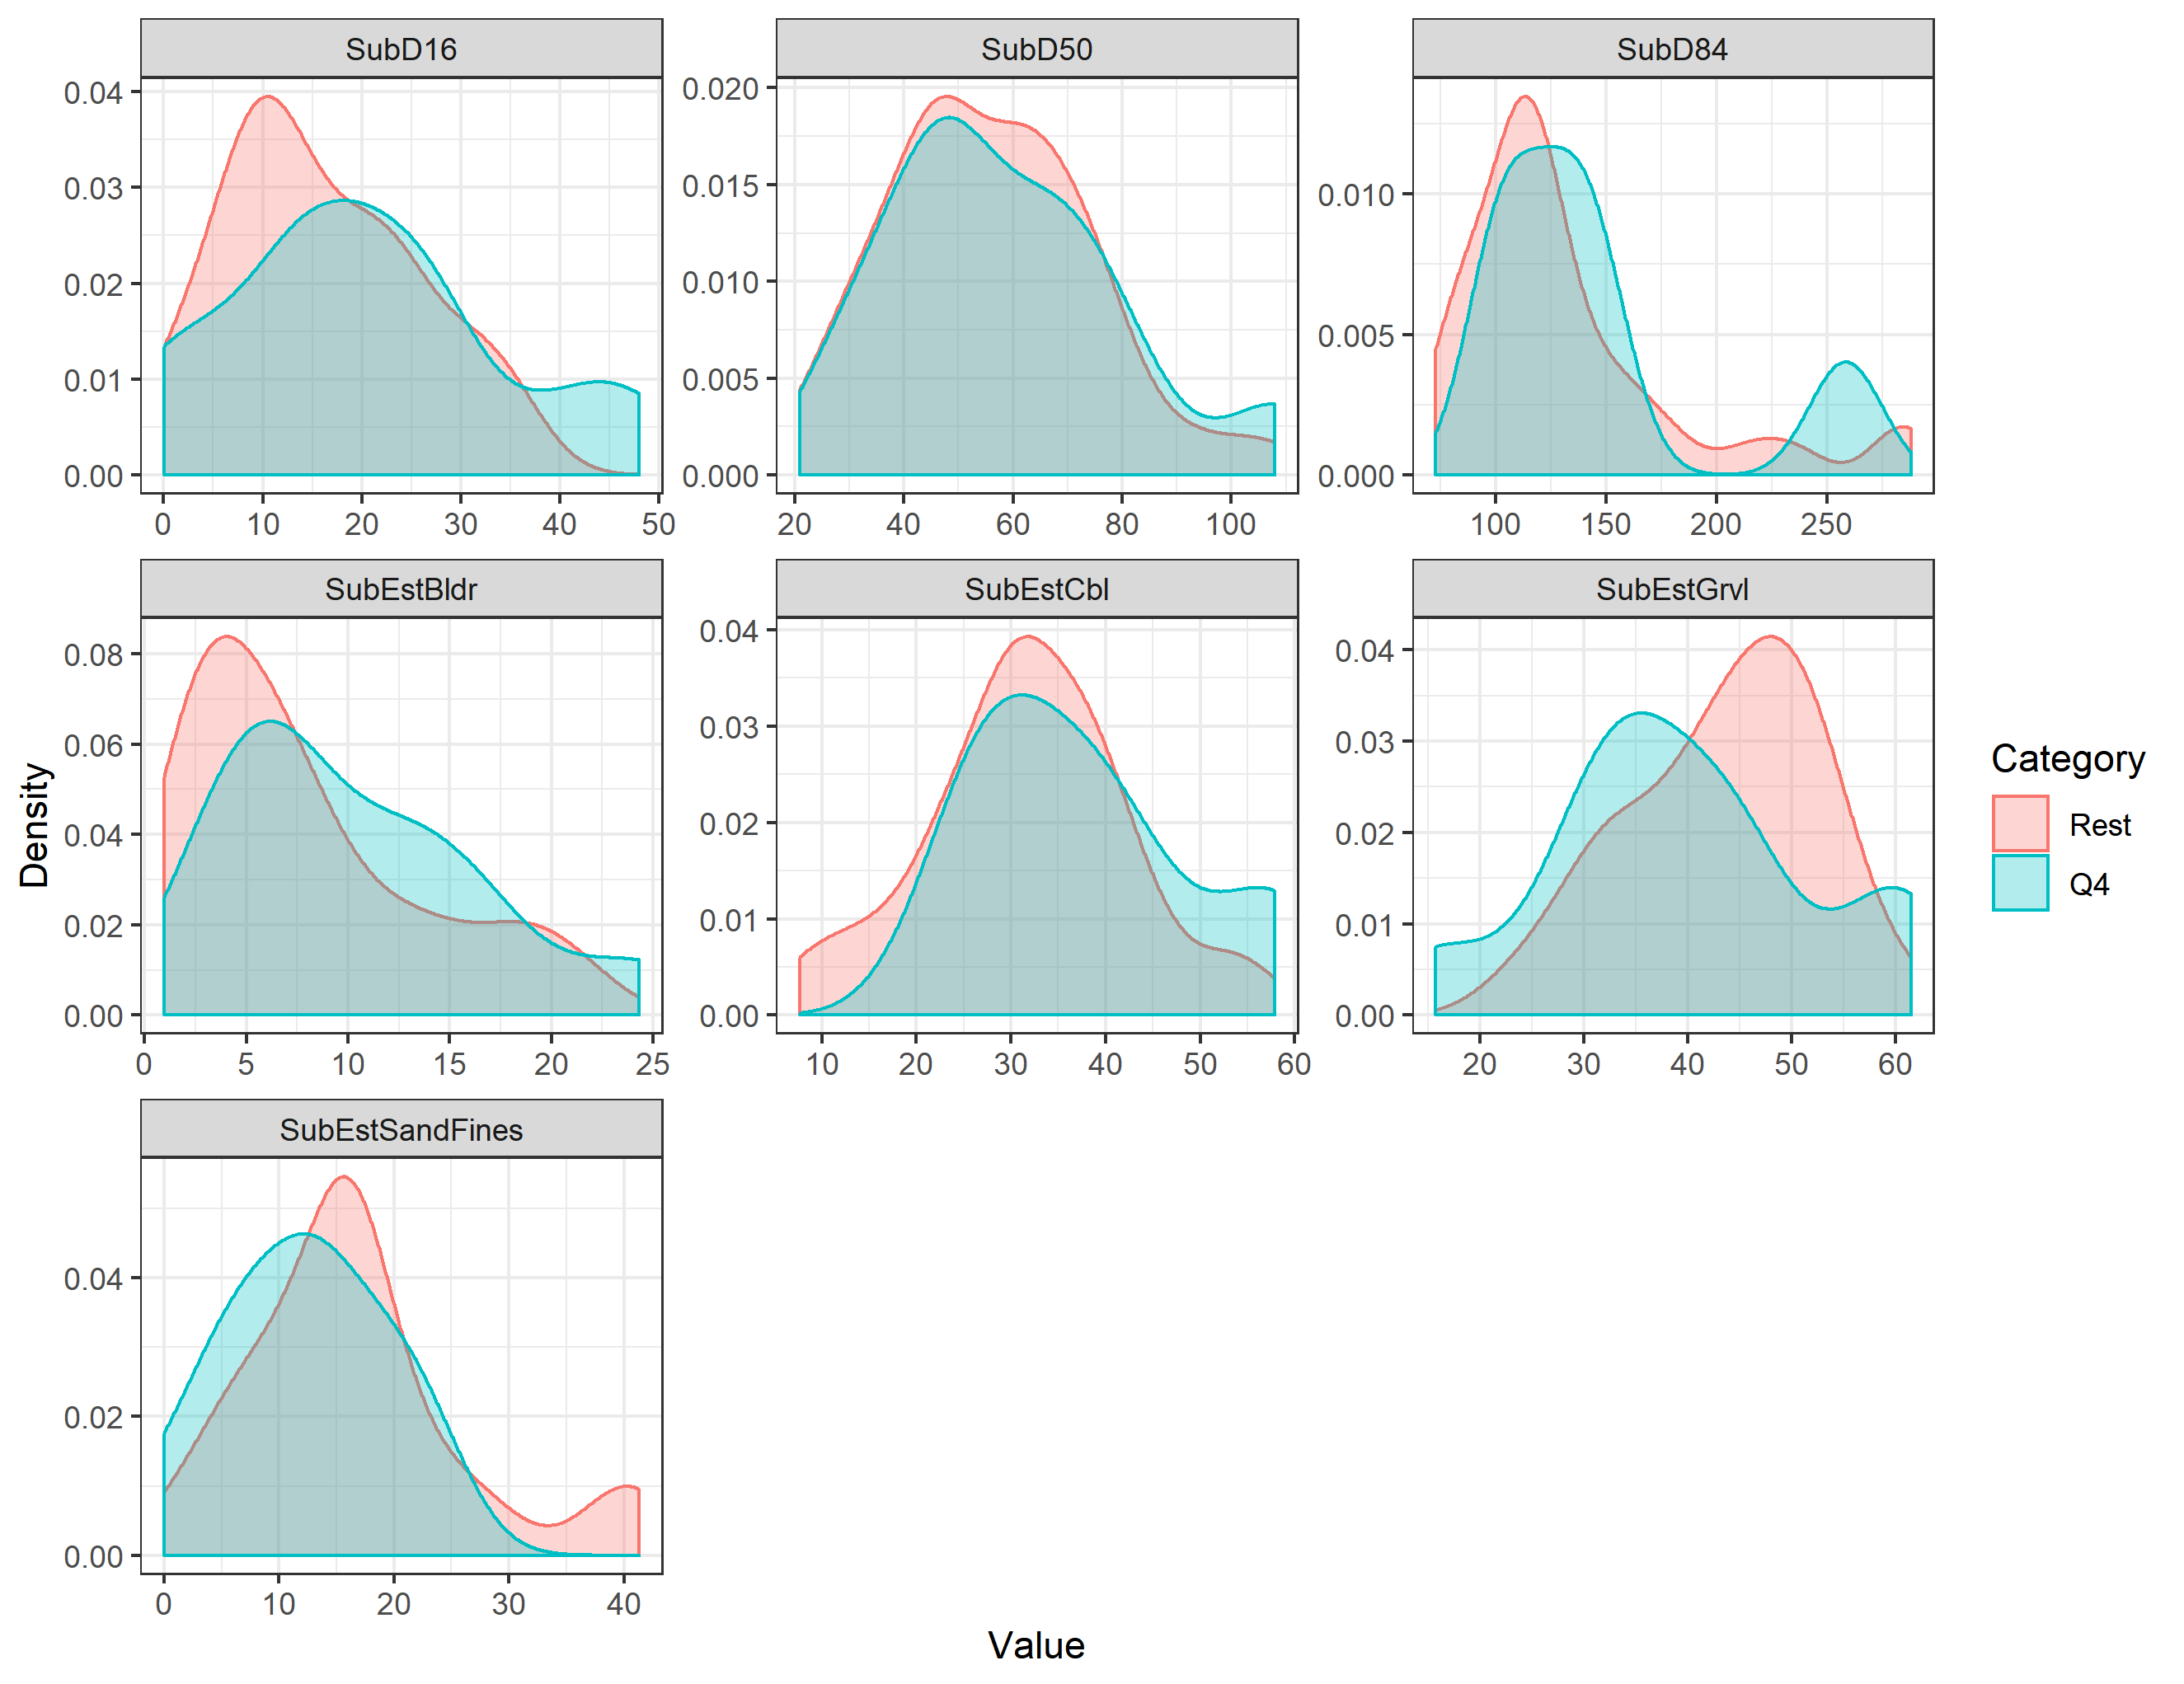 SubD16 SubD50 SubD84
0.04 0.03 0.02 0.01 0.00
0.020 0.015 0.010 0.005 0.000
0.010 0.005 0.000
0 10 20 30 40 50
20 40 60 80 100
100 150 200 250
SubEstBldr SubEstCbl SubEstGrvl
0.08 0.06 0.04 0.02 0.00
0.04 0.03 0.02 0.01 0.00
0.04 0.03 0.02 0.01 0.00
0 5 10 15 20 25
10 20 30 40 50 60
20 30 40 50 60
SubEstSandFines
0.04 0.02 0.00
0 10 20 30 40
Density
Value
Category
Rest
Q4